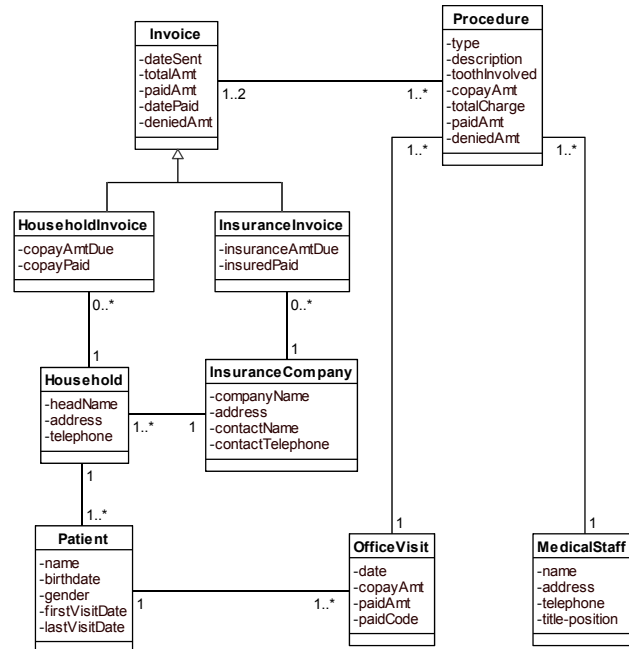 Invoice
-dateSent
-totalAmt
-paidAmt
-datePaid
-deniedAmt
Procedure
-type
-description
-toothInvolved
-copayAmt
-totalCharge
-paidAmt
-deniedAmt
1..2
1..*
1..*
1..*
HouseholdInvoice
-copayAmtDue
-copayPaid
InsuranceInvoice
-insuranceAmtDue
-insuredPaid
0..*
0..*
1
1
Household
-headName
-address
-telephone
InsuranceCompany
-companyName
-address
-contactName
-contactTelephone
1..*
1
1
1..*
1
1
Patient
-name
-birthdate
-gender
-firstVisitDate
-lastVisitDate
OfficeVisit
-date
-copayAmt
-paidAmt
-paidCode
MedicalStaff
-name
-address
-telephone
-title-position
1
1..*